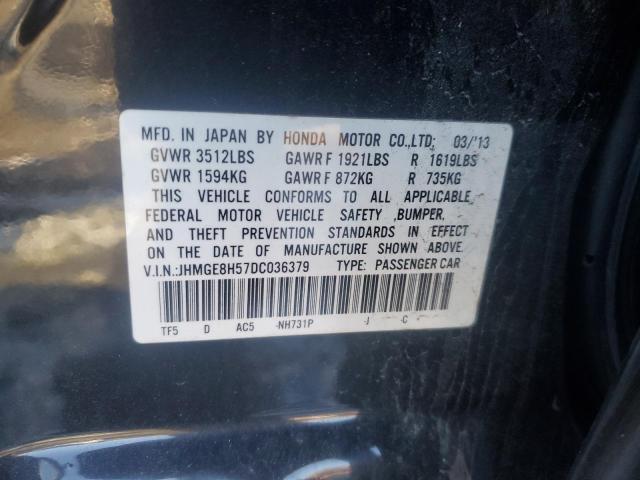 MFD. IN JAPAN BY HONDA MOTOR CO.,LTD. 03/'13
GVWR 3512LBS GAWR F 1921LBS R 1619LBS
GVWR 1594KG GAWR F 872KG R 735KG
THIS VEHICLE CONFORMS TO ALL APPLICABLE
FEDERAL MOTOR VEHICLE SAFETY ,BUMPER,
AND THEFT PREVENTION STANDARDS IN EFFECT
ON THE DATE OF MANUFACTURE SHOWN ABOVE.
V.I.N.:JHMGE8H57DC036379 TYPE: PASSENGER CAR
TF5 D AC5 -NH731P -J -C